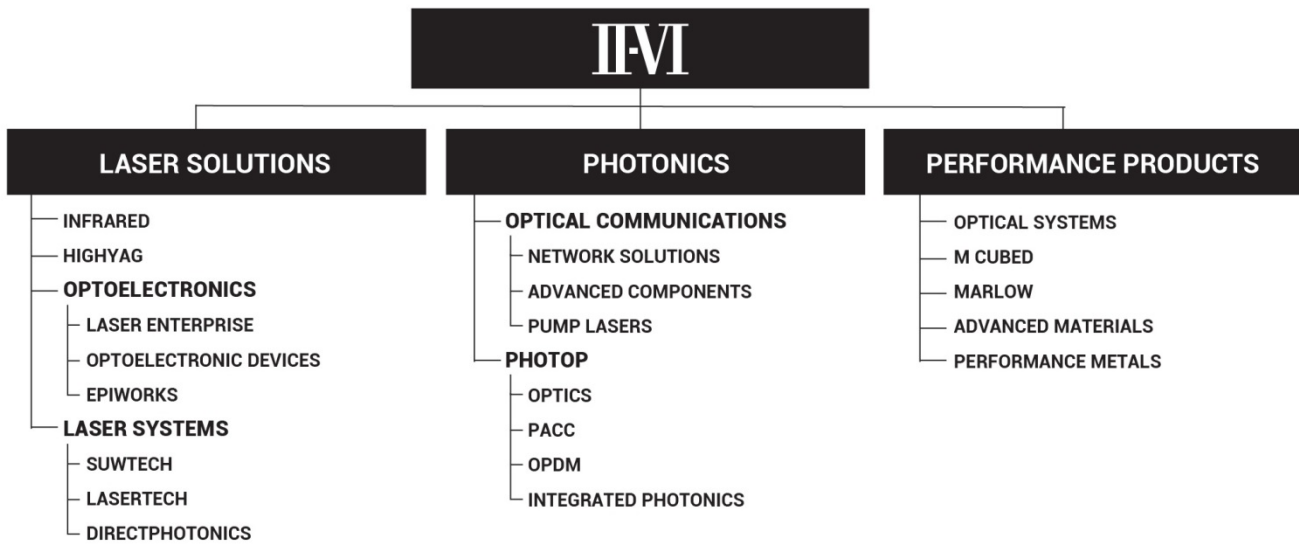 II-VI
LASER SOLUTIONS
INFRARED
HIGHYAG
OPTOELECTRONICS
LASER ENTERPRISE
OPTOELECTRONIC DEVICES
EPIWORKS
LASER SYSTEMS
SUWTECH
LASERTECH
DIRECTPHOTONICS
PHOTONICS
OPTICAL COMMUNICATIONS
NETWORK SOLUTIONS
ADVANCED COMPONENTS
PUMP LASERS
PHOTOP
OPTICS
PACC
OPDM
INTEGRATED PHOTONICS
PERFORMANCE PRODUCTS
OPTICAL SYSTEMS
M CUBED
MARLOW
ADVANCED MATERIALS
PERFORMANCE METALS